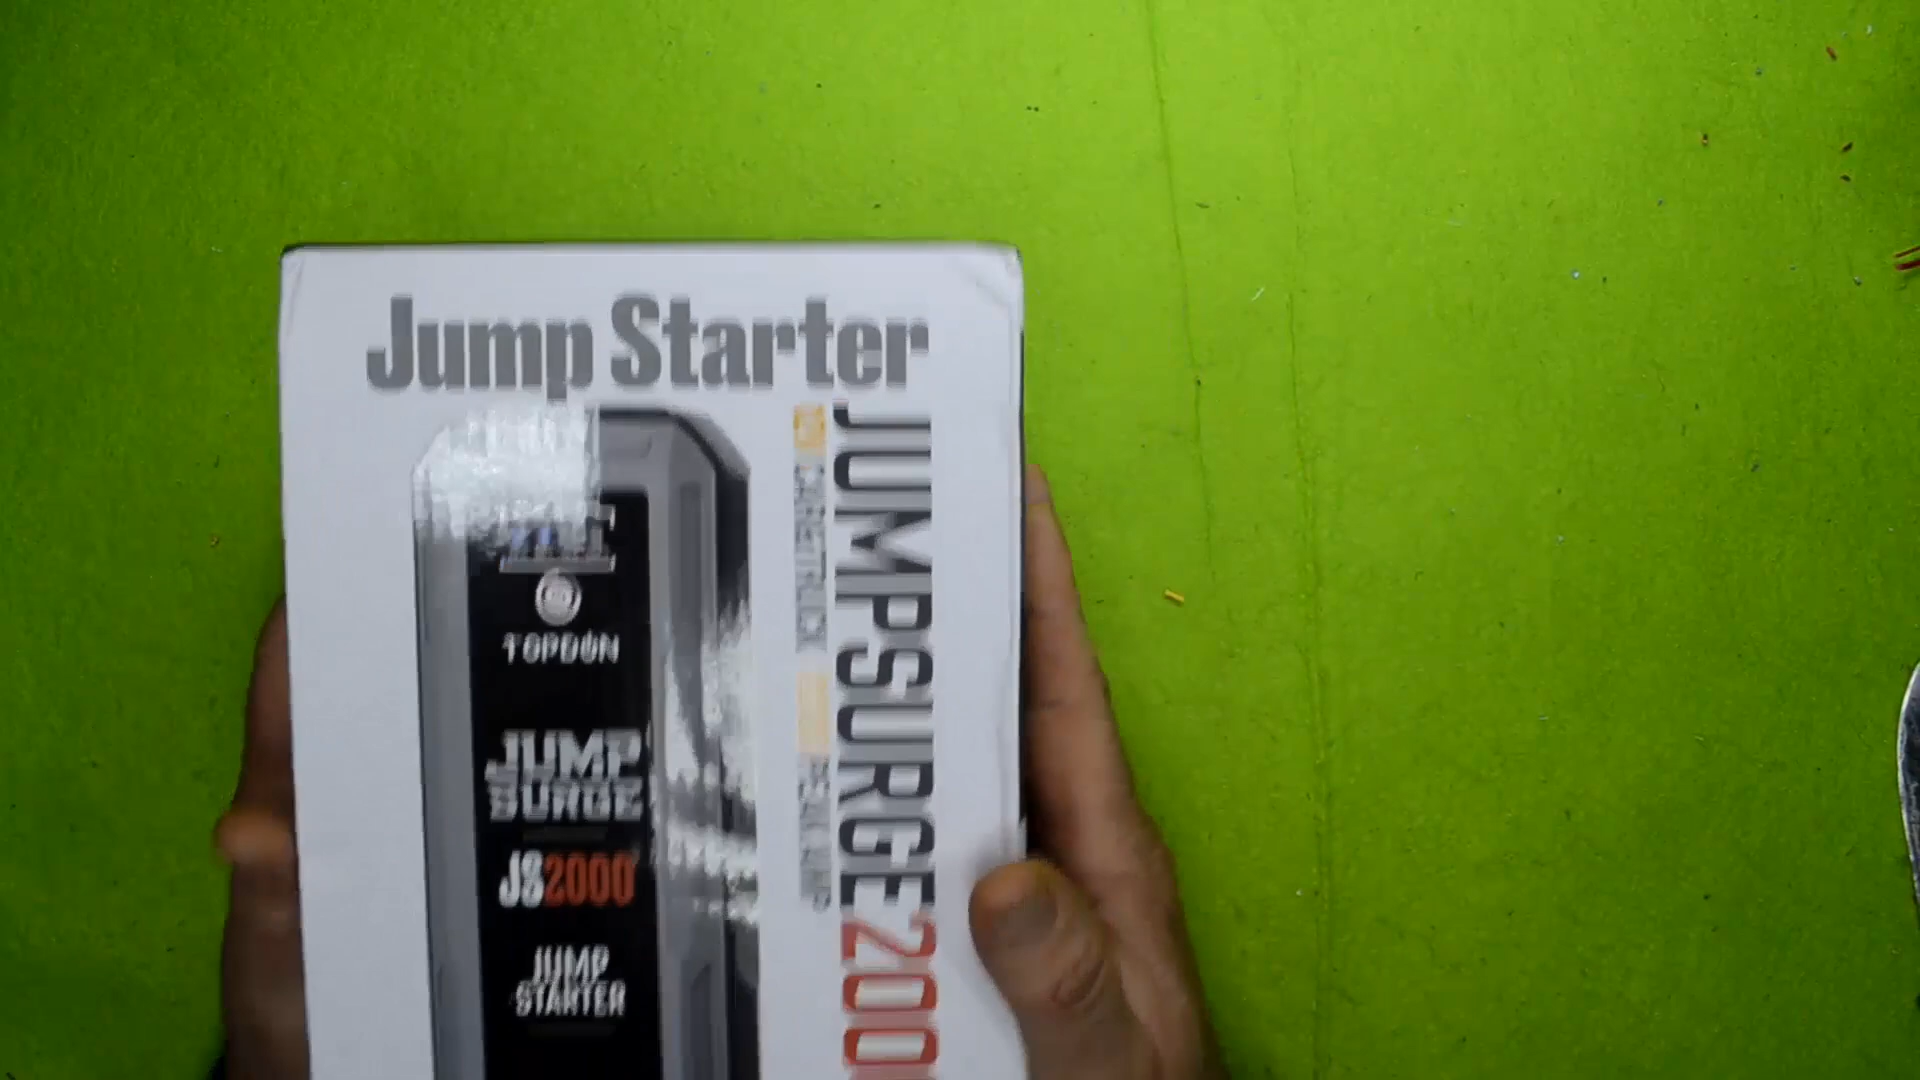 Jump Starter
TOPDON
JUMP
SURGE
JS2000
JUMP
STARTER
JUMPSURGE200